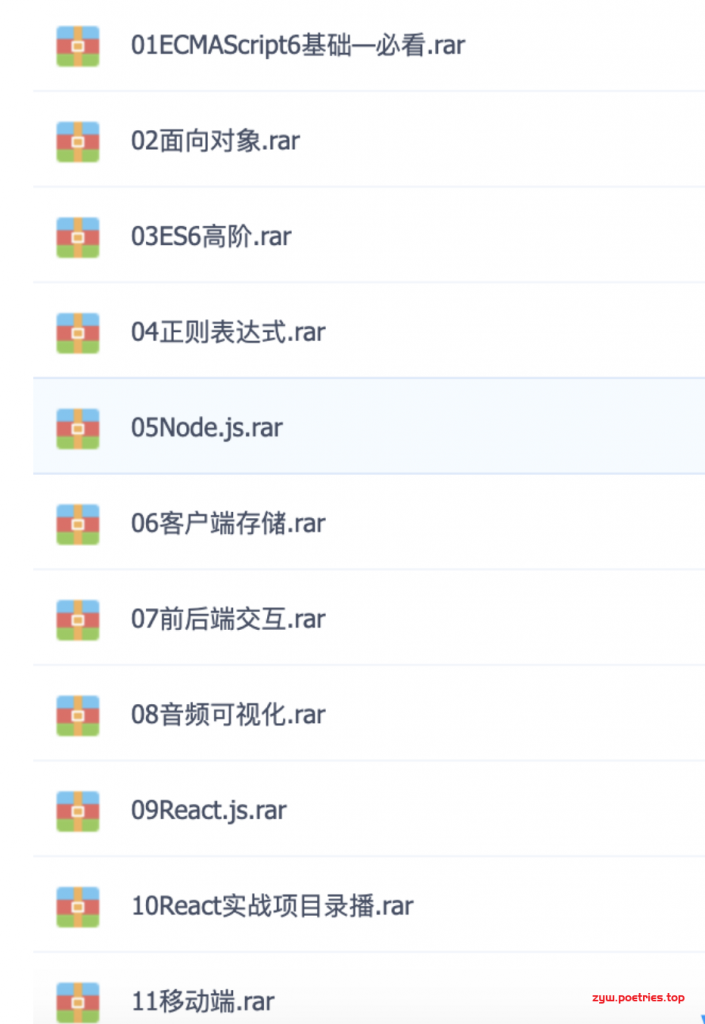 01ECMAScript6基础—必看.rar
02面向对象.rar
03ES6高阶.rar
04正则表达式.rar
05Node.js.rar
06客户端存储.rar
07前后端交互.rar
08音频可视化.rar
09React.js.rar
10React实战项目录播.rar
11移动端.rar
zyw.poetries.top